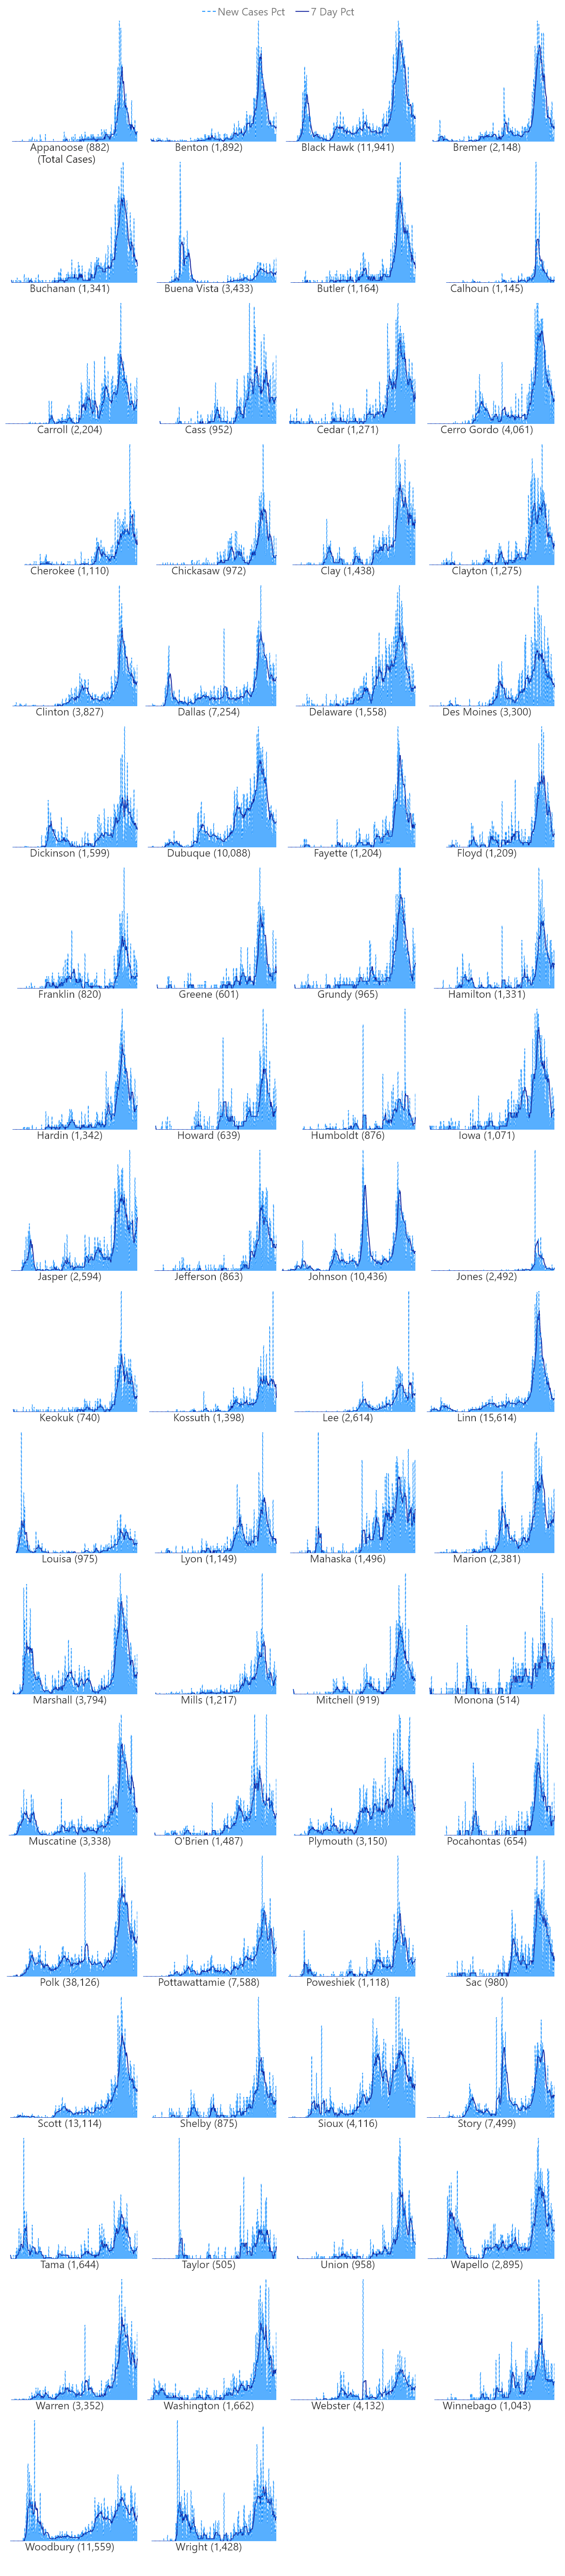 New Cases Pct 7 Day Pct
Appanoose (882)
(Total Cases)
Benton (1,892)
Black Hawk (11,941)
Bremer (2,148)
Buchanan (1,341)
Buena Vista (3,433)
Butler (1,164)
Calhoun (1,145)
Carroll (2,204)
Cass (952)
Cedar (1,271)
Cerro Gordo (4,061)
Cherokee (1,110)
Chickasaw (972)
Clay (1,438)
Clayton (1,275)
Clinton (3,827)
Dallas (7,254)
Delaware (1,558)
Des Moines (3,300)
Dickinson (1,599)
Dubuque (10,088)
Fayette (1,204)
Floyd (1,209)
Franklin (820)
Greene (601)
Grundy (965)
Hamilton (1,331)
Hardin (1,342)
Howard (639)
Humboldt (876)
Iowa (1,071)
Jasper (2,594)
Jefferson (863)
Johnson (10,436)
Jones (2,492)
Keokuk (740)
Kossuth (1,398)
Lee (2,614)
Linn (15,614)
Louisa (975)
Lyon (1,149)
Mahaska (1,496)
Marion (2,381)
Marshall (3,794)
Mills (1,217)
Mitchell (919)
Monona (514)
Muscatine (3,338)
O'Brien (1,487)
Plymouth (3,150)
Pocahontas (654)
Polk (38,126)
Pottawattamie (7,588)
Poweshiek (1,118)
Sac (980)
Scott (13,114)
Shelby (875)
Sioux (4,116)
Story (7,499)
Tama (1,644)
Taylor (505)
Union (958)
Wapello (2,895)
Warren (3,352)
Washington (1,662)
Webster (4,132)
Winnebago (1,043)
Woodbury (11,559)
Wright (1,428)